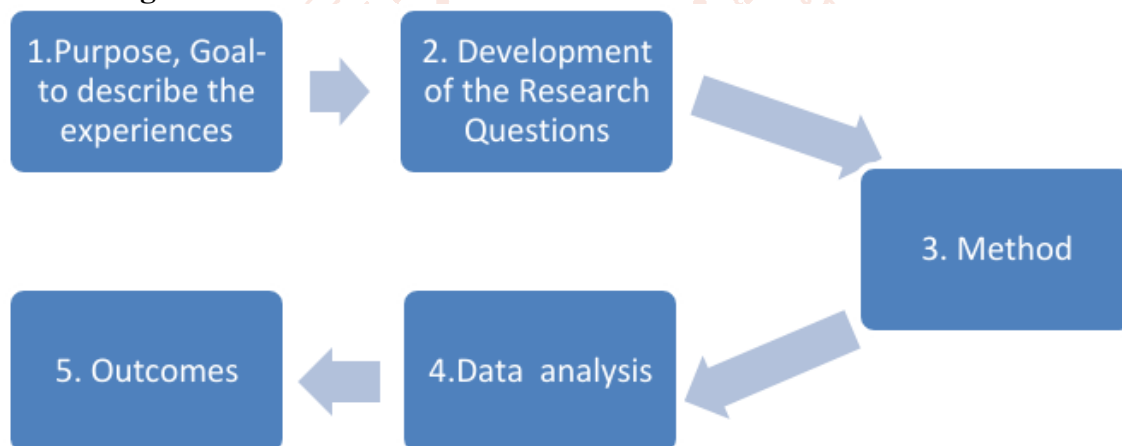 1.Purpose, Goal-
to describe the
experiences
2. Development
of the Research
Questions
3. Method
4.Data analysis
5. Outcomes